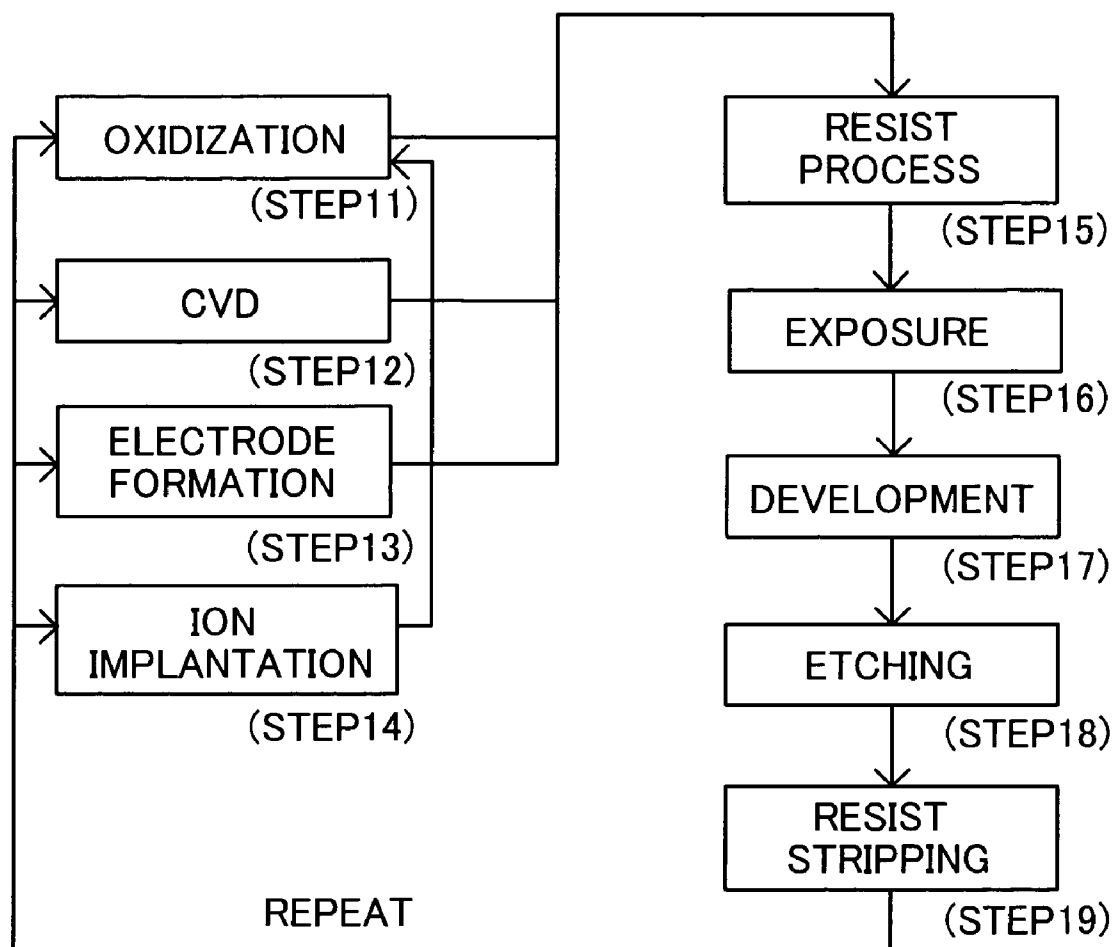 OXIDIZATION
(STEP11)
CVD
(STEP12)
ELECTRODE
FORMATION
(STEP13)
ION
IMPLANTATION
(STEP14)
REPEAT
RESIST
PROCESS
(STEP15)
EXPOSURE
(STEP16)
DEVELOPMENT
(STEP17)
ETCHING
(STEP18)
RESIST
STRIPPING
(STEP19)